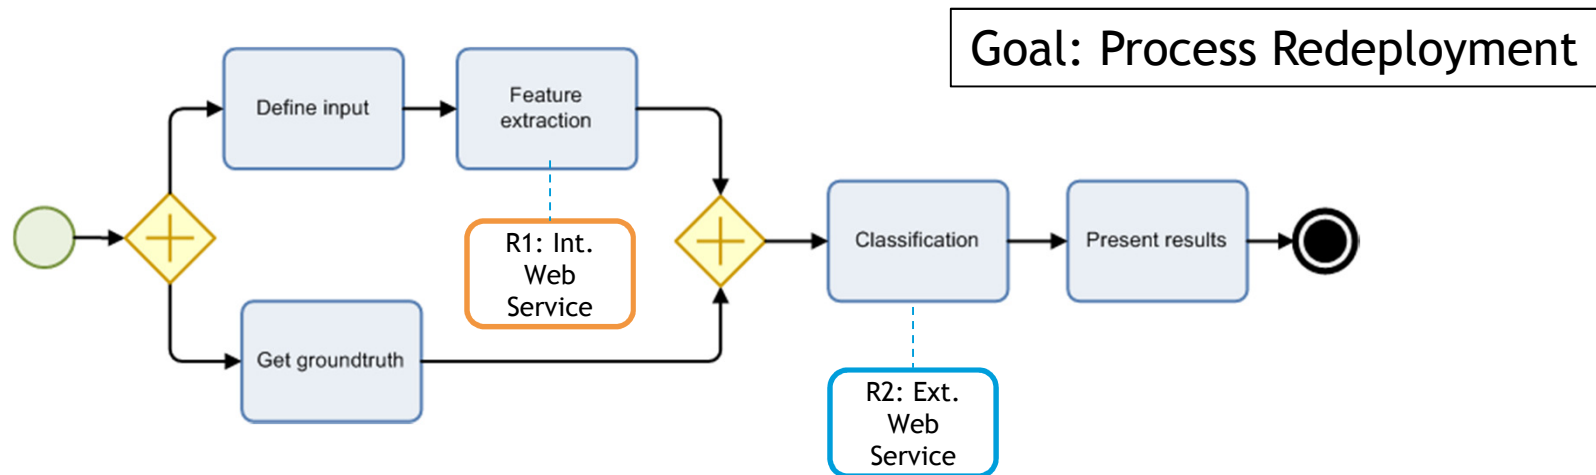 Goal: Process Redeployment
Define input
Feature
extraction
R1: Int.
Web
Service
Get groundtruth
Classification
Present results
R2: Ext.
Web
Service